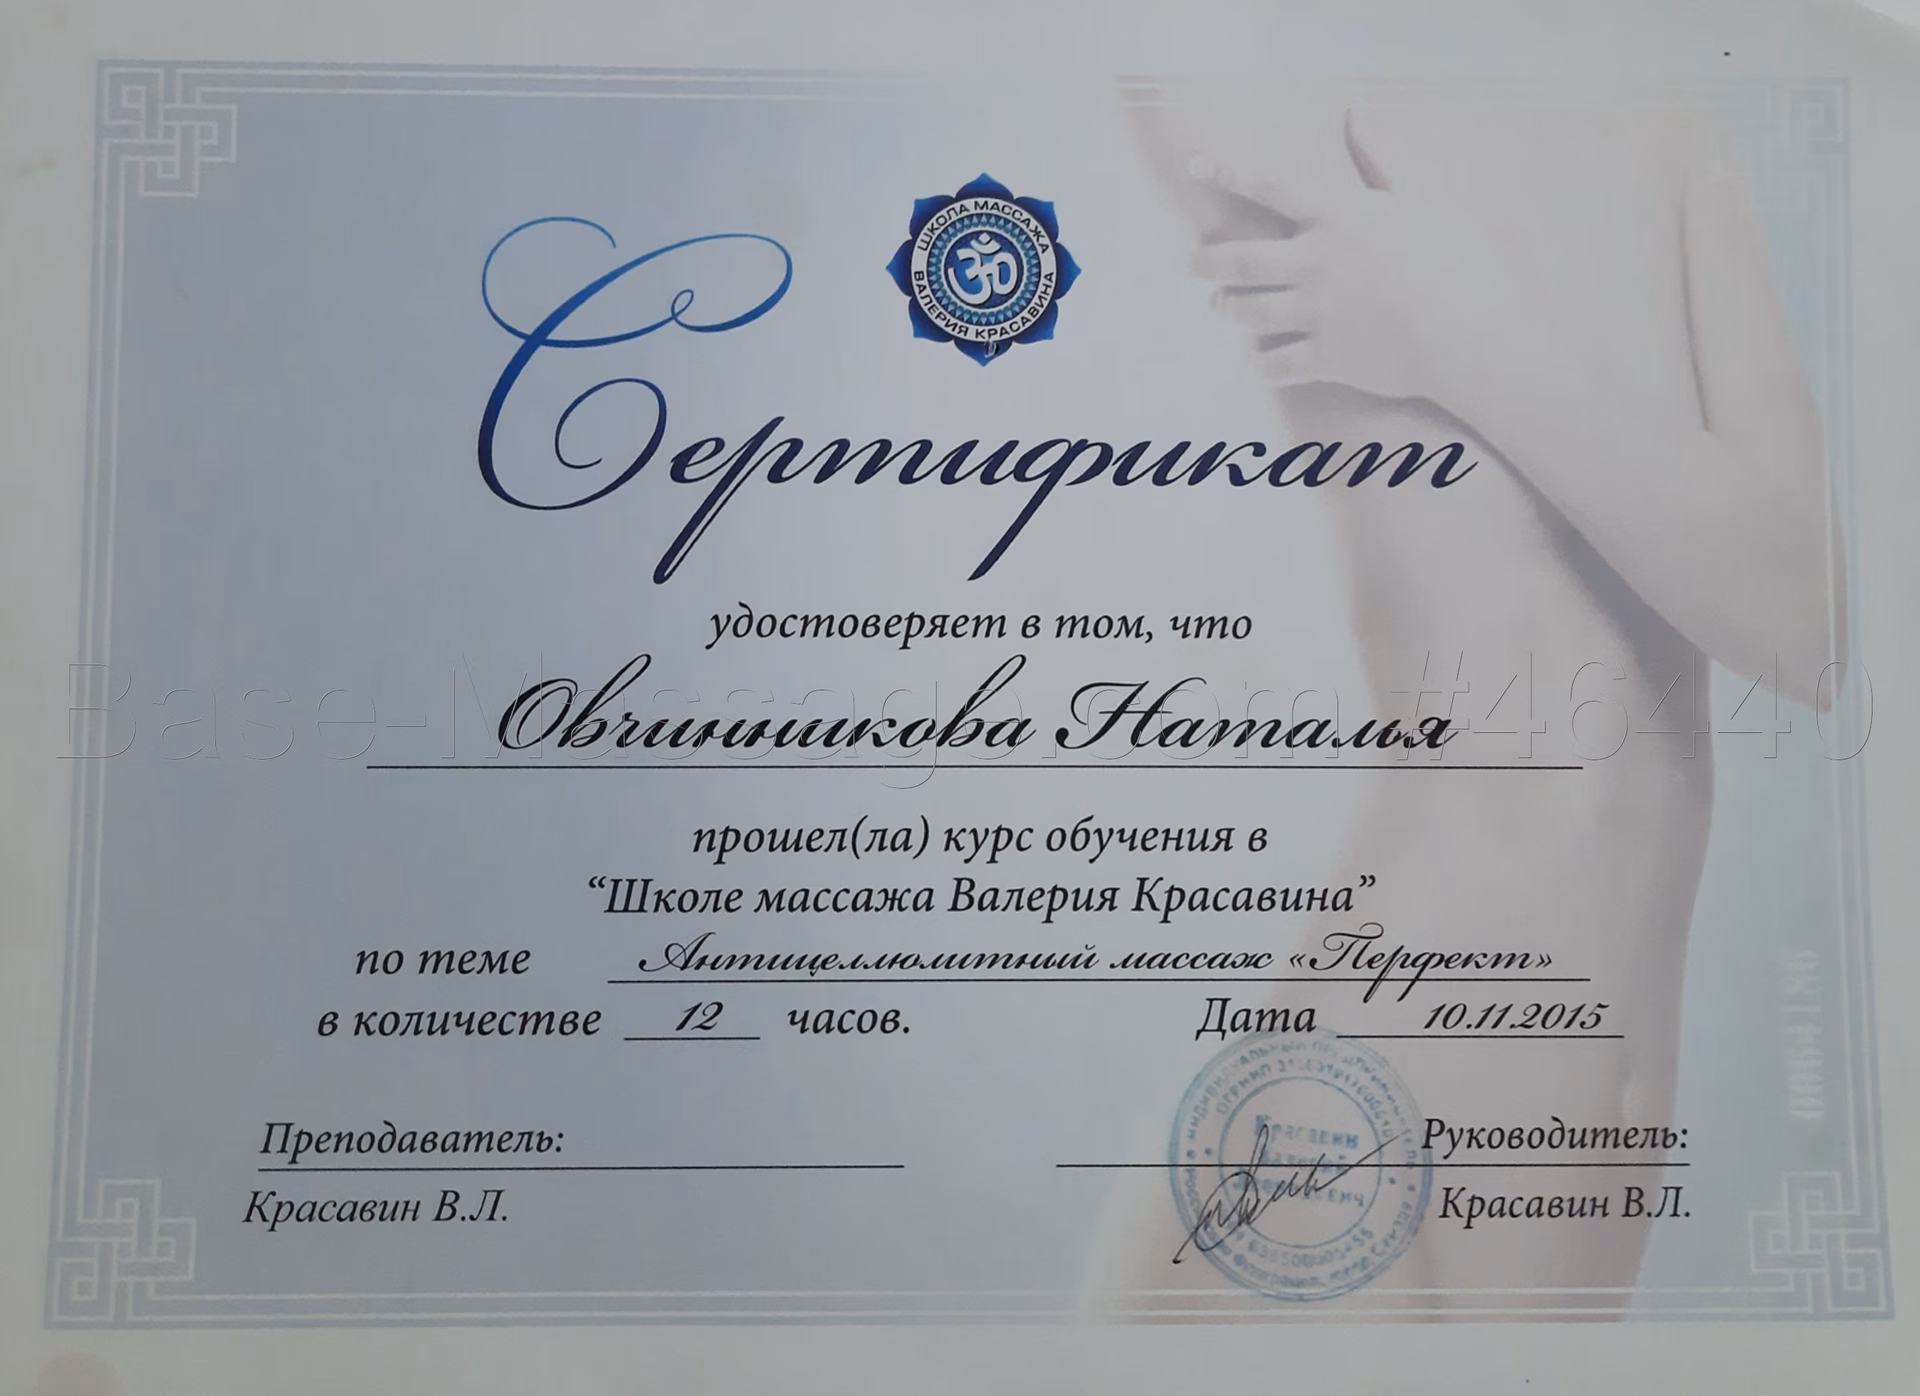 ШКОЛА МАССАЖА
ВАЛЕРИЯ КРАСАВИНА
Сертификат
удостоверяет в том, что
Овчинникова Наталья
Base-Massage.com #46440
прошел(ла) курс обучения в
“Школе массажа Валерия Красавина”
по теме Антицеллюлитный массаж «Перфект»
в количестве 12 часов. Дата 10.11.2015
Преподаватель: Руководитель:
Красавин В.Л. Красавин В.Л.
Красавин